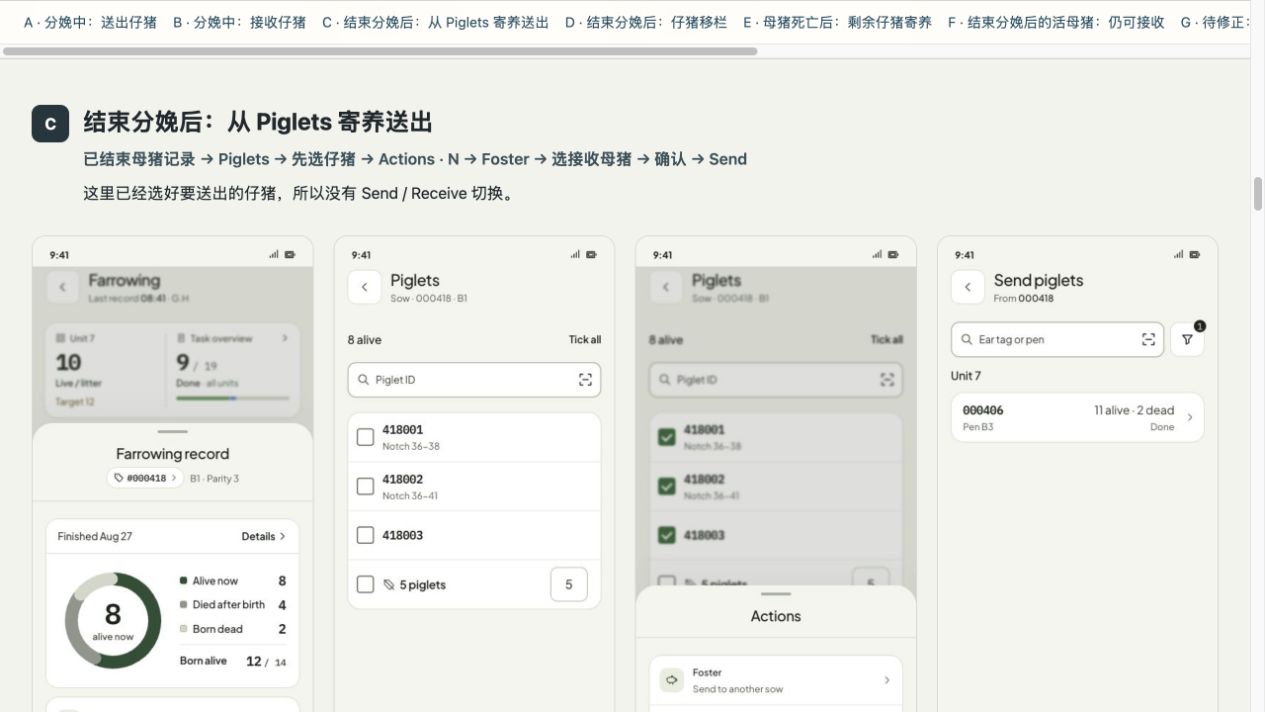 A · 分娩中：送出仔猪 B · 分娩中：接收仔猪 C · 结束分娩后：从 Piglets 寄养送出 D · 结束分娩后：仔猪移栏 E · 母猪死亡后：剩余仔猪寄养 F · 结束分娩后的活母猪：仍可接收 G · 待修正：
C 结束分娩后：从 Piglets 寄养送出
已结束母猪记录 → Piglets → 先选仔猪 → Actions · N → Foster → 选接收母猪 → 确认 → Send
这里已经选好要送出的仔猪，所以没有 Send / Receive 切换。
9:41
Farrowing
Last record 08:41 · G.H
Unit 7
10
Live / litter
Target 12
Task overview
9 / 19
Done · all units
Farrowing record
#000418
B1 · Parity 3
Finished Aug 27
Details
8
alive now
Alive now 8
Died after birth 4
Born dead 2
Born alive 12 / 14
9:41
Piglets
Sow · 000418 · B1
8 alive
Tick all
Piglet ID
418001
Notch 36–38
418002
Notch 36–41
418003
5 piglets
5
9:41
Piglets
Sow · 000418 · B1
8 alive
Tick all
Piglet ID
418001
Notch 36–38
418002
Notch 36–41
418003
5 piglets
5
Actions
Foster
Send to another sow
9:41
Send piglets
From 000418
Ear tag or pen
1
Unit 7
000406
Pen B3
11 alive · 2 dead
Done